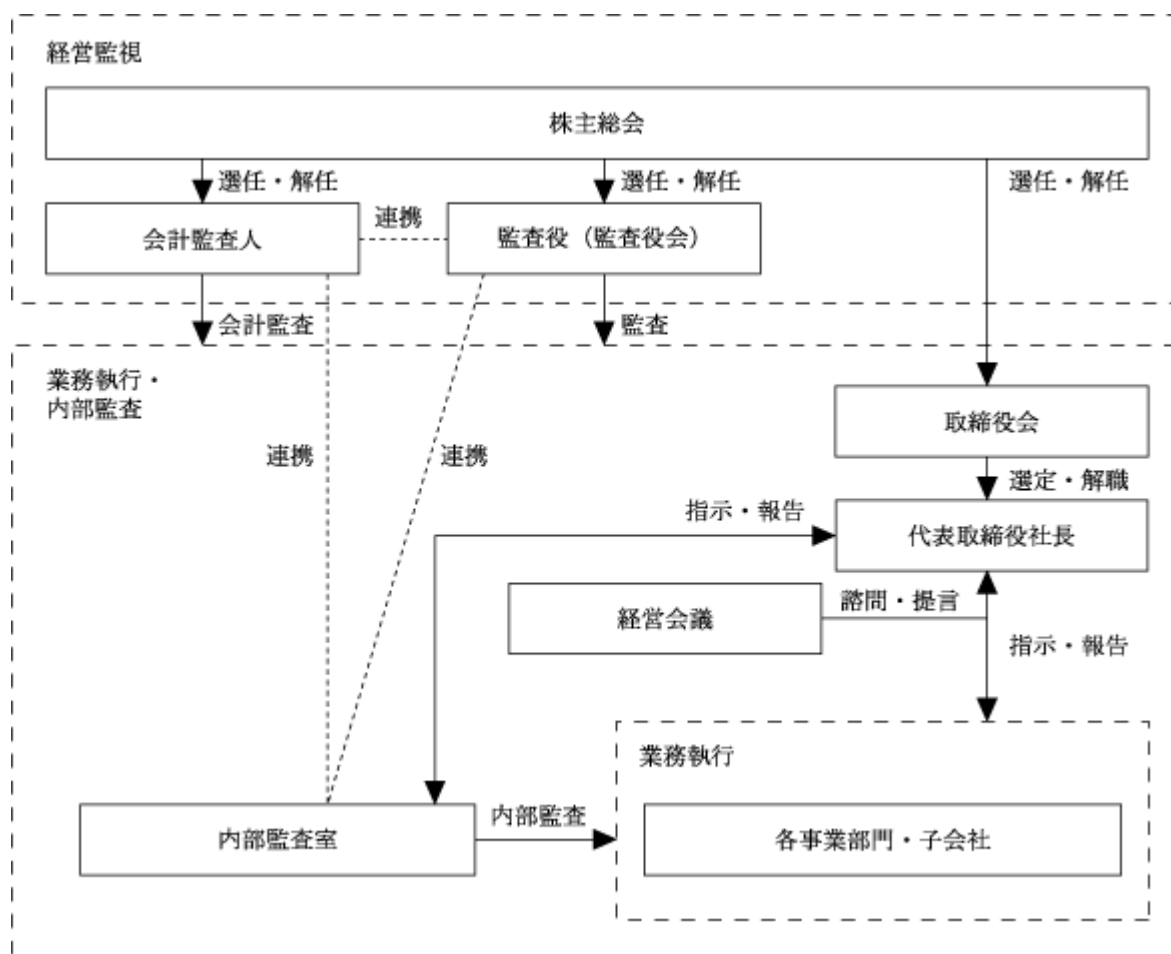 経営監視
株主総会
選任・解任
選任・解任
選任・解任
会計監査人
連携
監査役（監査役会）
会計監査
監査
業務執行・
内部監査
取締役会
連携
連携
選定・解職
指示・報告
代表取締役社長
経営会議
諮問・提言
指示・報告
業務執行
内部監査室
内部監査
各事業部門・子会社